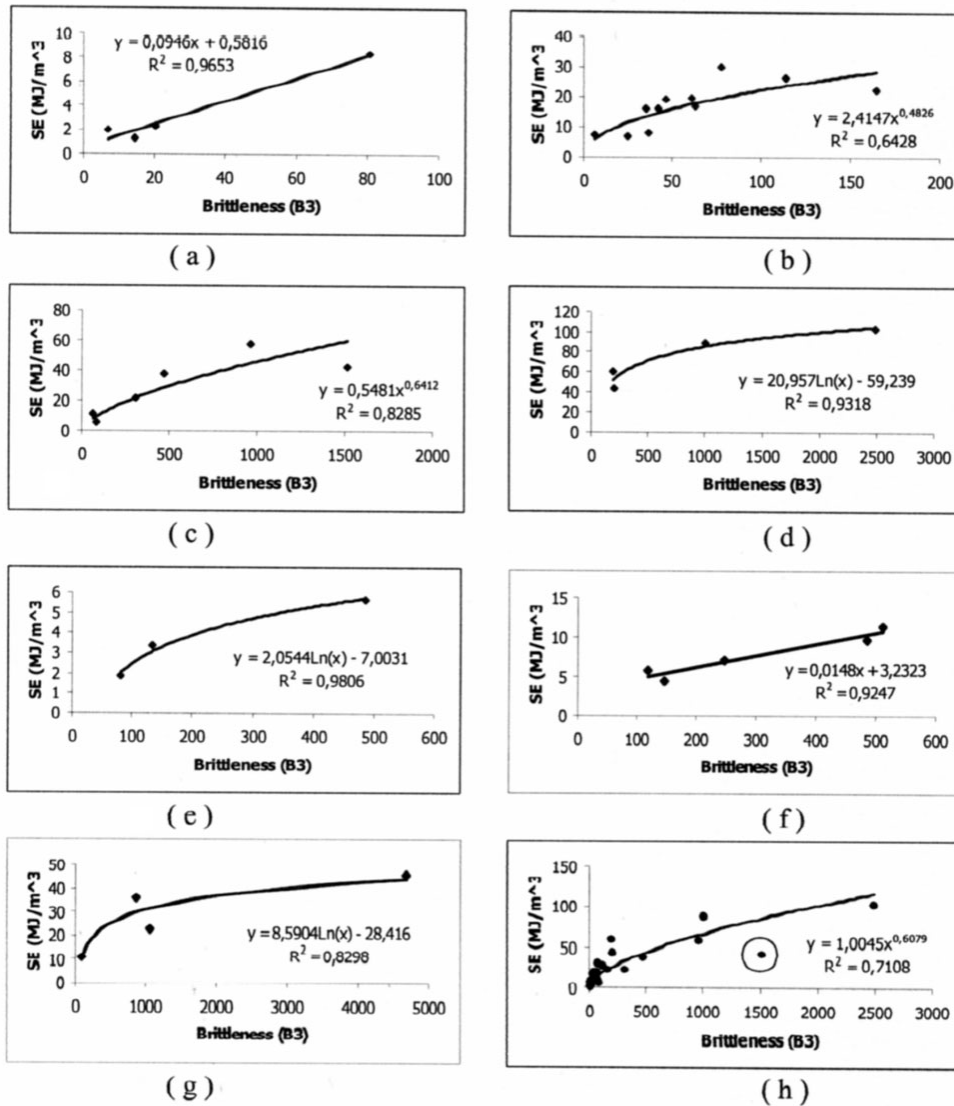 SE (MJ/m^3)
10
8
6
4
2
0
y = 0,0946x + 0,5816
R² = 0,9653
0 20 40 60 80 100
Brittleness (B3)
( a )
SE (MJ/m^3)
40
30
20
10
0
y = 2,4147x^0,4826
R² = 0,6428
0 50 100 150 200
Brittleness (B3)
( b )
SE (MJ/m^3)
80
60
40
20
0
y = 0,5481x^0,6412
R² = 0,8285
0 500 1000 1500 2000
Brittleness (B3)
( c )
SE (MJ/m^3)
120
100
80
60
40
20
0
y = 20,957Ln(x) - 59,239
R² = 0,9318
0 500 1000 1500 2000 2500 3000
Brittleness (B3)
( d )
SE (MJ/m^3)
6
5
4
3
2
1
0
y = 2,0544Ln(x) - 7,0031
R² = 0,9806
0 100 200 300 400 500 600
Brittleness (B3)
( e )
SE (MJ/m^3)
15
10
5
0
y = 0,0148x + 3,2323
R² = 0,9247
0 100 200 300 400 500 600
Brittleness (B3)
( f )
SE (MJ/m^3)
50
40
30
20
10
0
y = 8,5904Ln(x) - 28,416
R² = 0,8298
0 1000 2000 3000 4000 5000
Brittleness (B3)
( g )
SE (MJ/m^3)
150
100
50
0
y = 1,0045x^0,6079
R² = 0,7108
0 500 1000 1500 2000 2500 3000
Brittleness (B3)
( h )